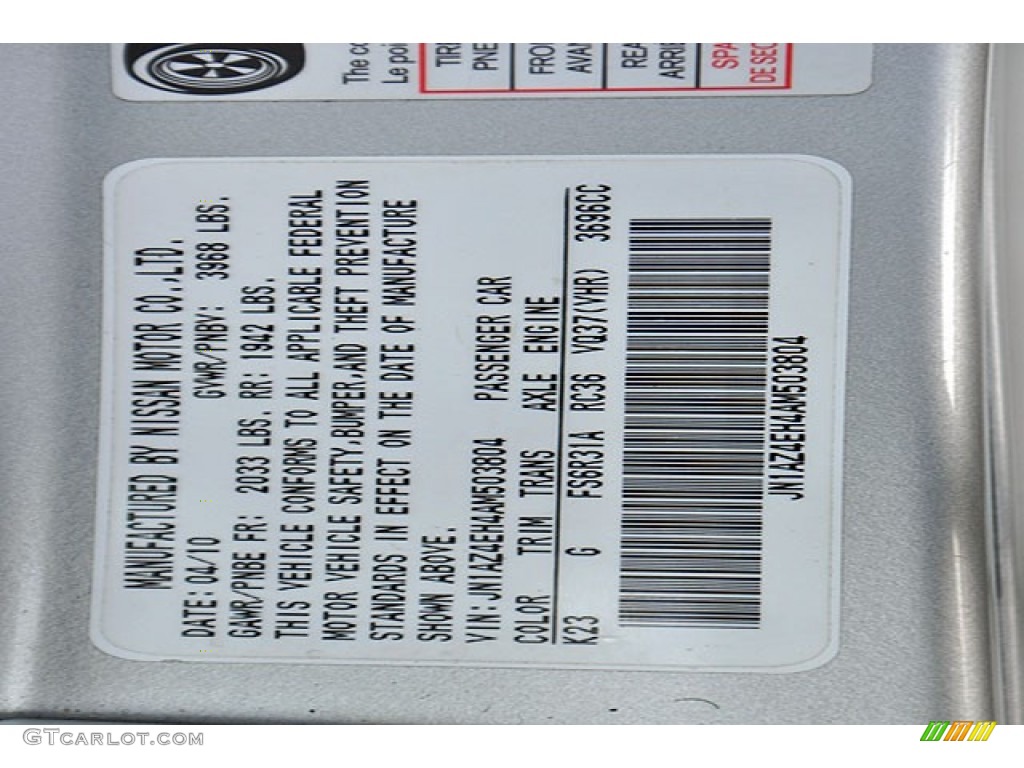 The co
Le poi
TIR
PNE
FRO
AVA
REA
ARRI
SPA
DE SEC
MANUFACTURED BY NISSAN MOTOR CO.,LTD.
DATE: 04/10 GVWR/PNBV: 3968 LBS.
GAWR/PNBE FR: 2033 LBS. RR: 1942 LBS.
THIS VEHICLE CONFORMS TO ALL APPLICABLE FEDERAL
MOTOR VEHICLE SAFETY,BUMPER,AND THEFT PREVENTION
STANDARDS IN EFFECT ON THE DATE OF MANUFACTURE
SHOWN ABOVE.
VIN: JN1AZ4EH4AM503804 PASSENGER CAR
COLOR TRIM TRANS AXLE ENGINE
K23 G FS6R31A RC36 VQ37(VHR) 3696CC
JN1AZ4EH4AM503804
GTCARLOT.COM